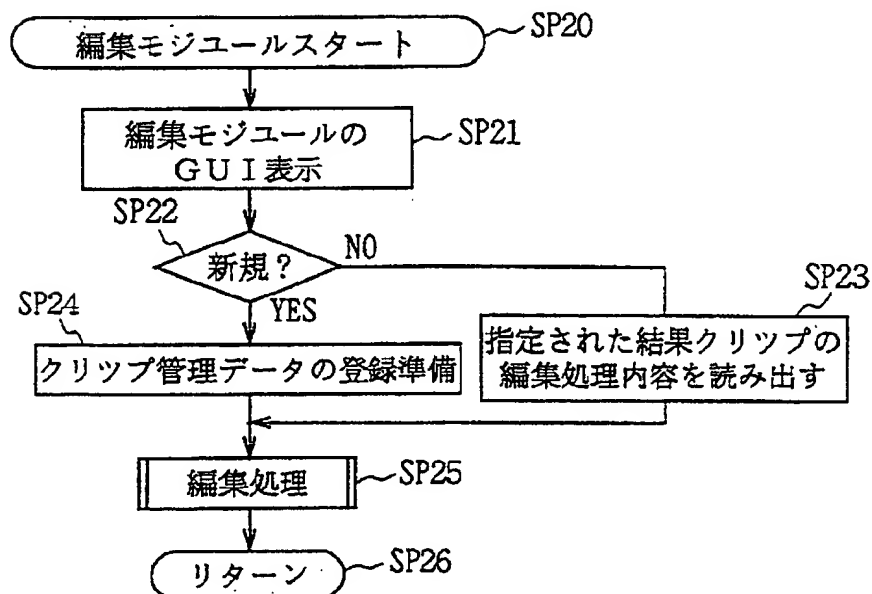 編集モジユールスタート
SP20
編集モジユールの
GUI表示
SP21
SP22
新規?
NO
YES
SP23
指定された結果クリツプの
編集処理内容を読み出す
SP24
クリツプ管理データの登録準備
編集処理
SP25
リターン
SP26